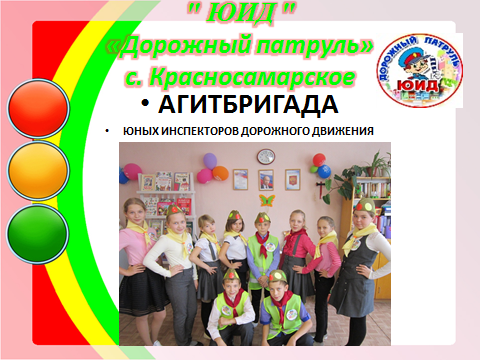 " ЮИД "
«Дорожный патруль»
с. Красносамарское
• АГИТБРИГАДА
• ЮНЫХ ИНСПЕКТОРОВ ДОРОЖНОГО ДВИЖЕНИЯ
ДОРОЖНЫЙ ПАТРУЛЬ
ЮИД